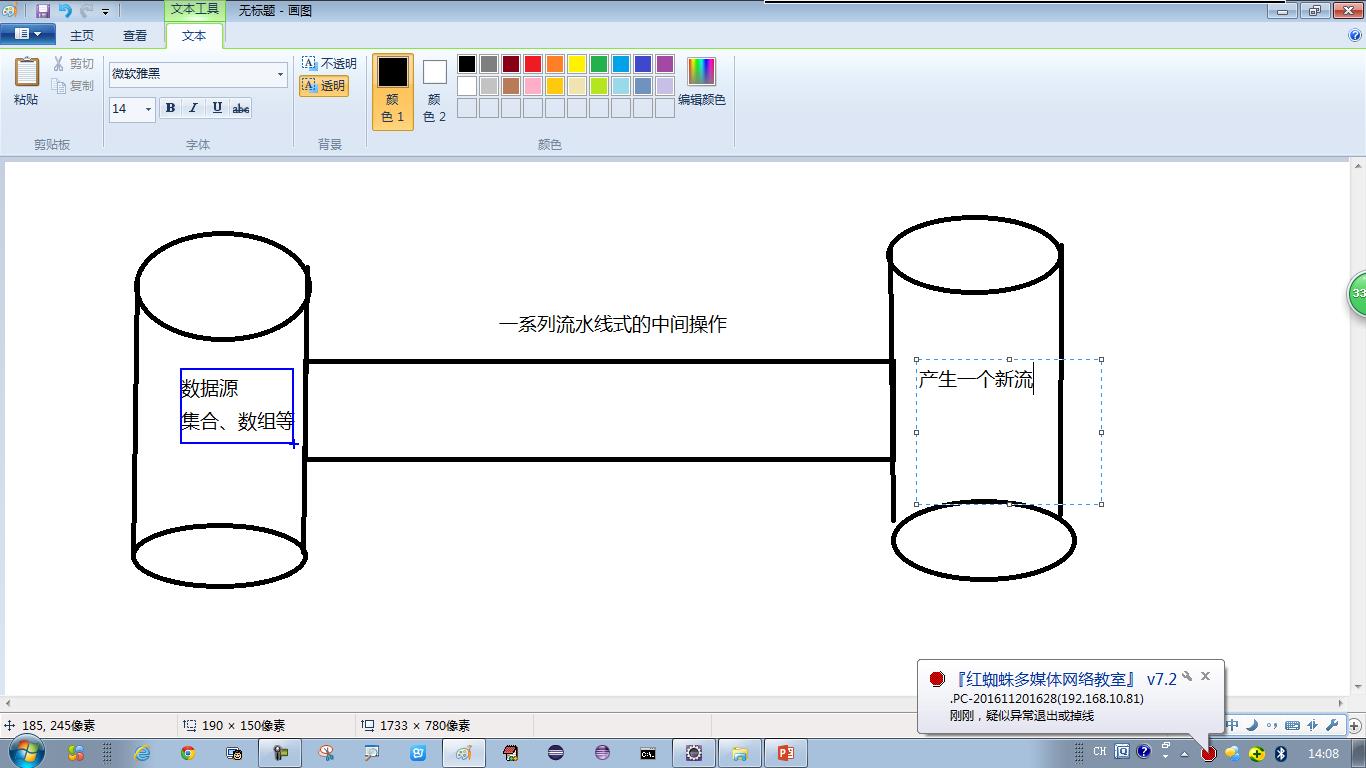 文本工具
无标题 - 画图
主页
查看
文本
粘贴
剪切
复制
剪贴板
微软雅黑
14
B I U abc
字体
不透明
透明
背景
颜色 1
颜色 2
编辑颜色
颜色
一系列流水线式的中间操作
数据源
集合、数组等
产生一个新流
33
『红蜘蛛多媒体网络教室』 v7.2
.PC-201611201628(192.168.10.81)
刚刚，疑似异常退出或掉线
185, 245像素
190 × 150像素
1733 × 780像素
中
CH
14:08